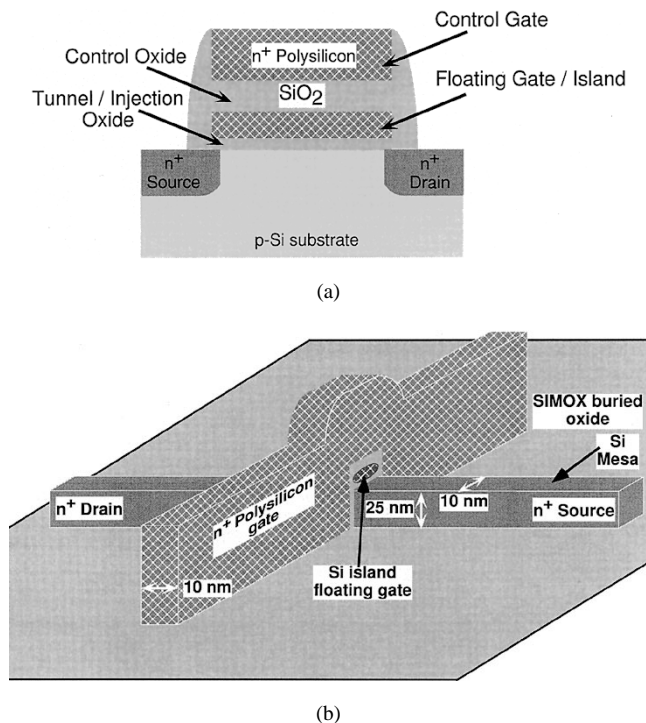 Control Gate
n+ Polysilicon
Control Oxide
SiO2
Floating Gate / Island
Tunnel / Injection
Oxide
n+
Source
n+
Drain
p-Si substrate
(a)
SIMOX buried
oxide
Si
Mesa
n+ Drain
n+ Polysilicon
gate
25 nm
10 nm
n+ Source
10 nm
Si island
floating gate
(b)